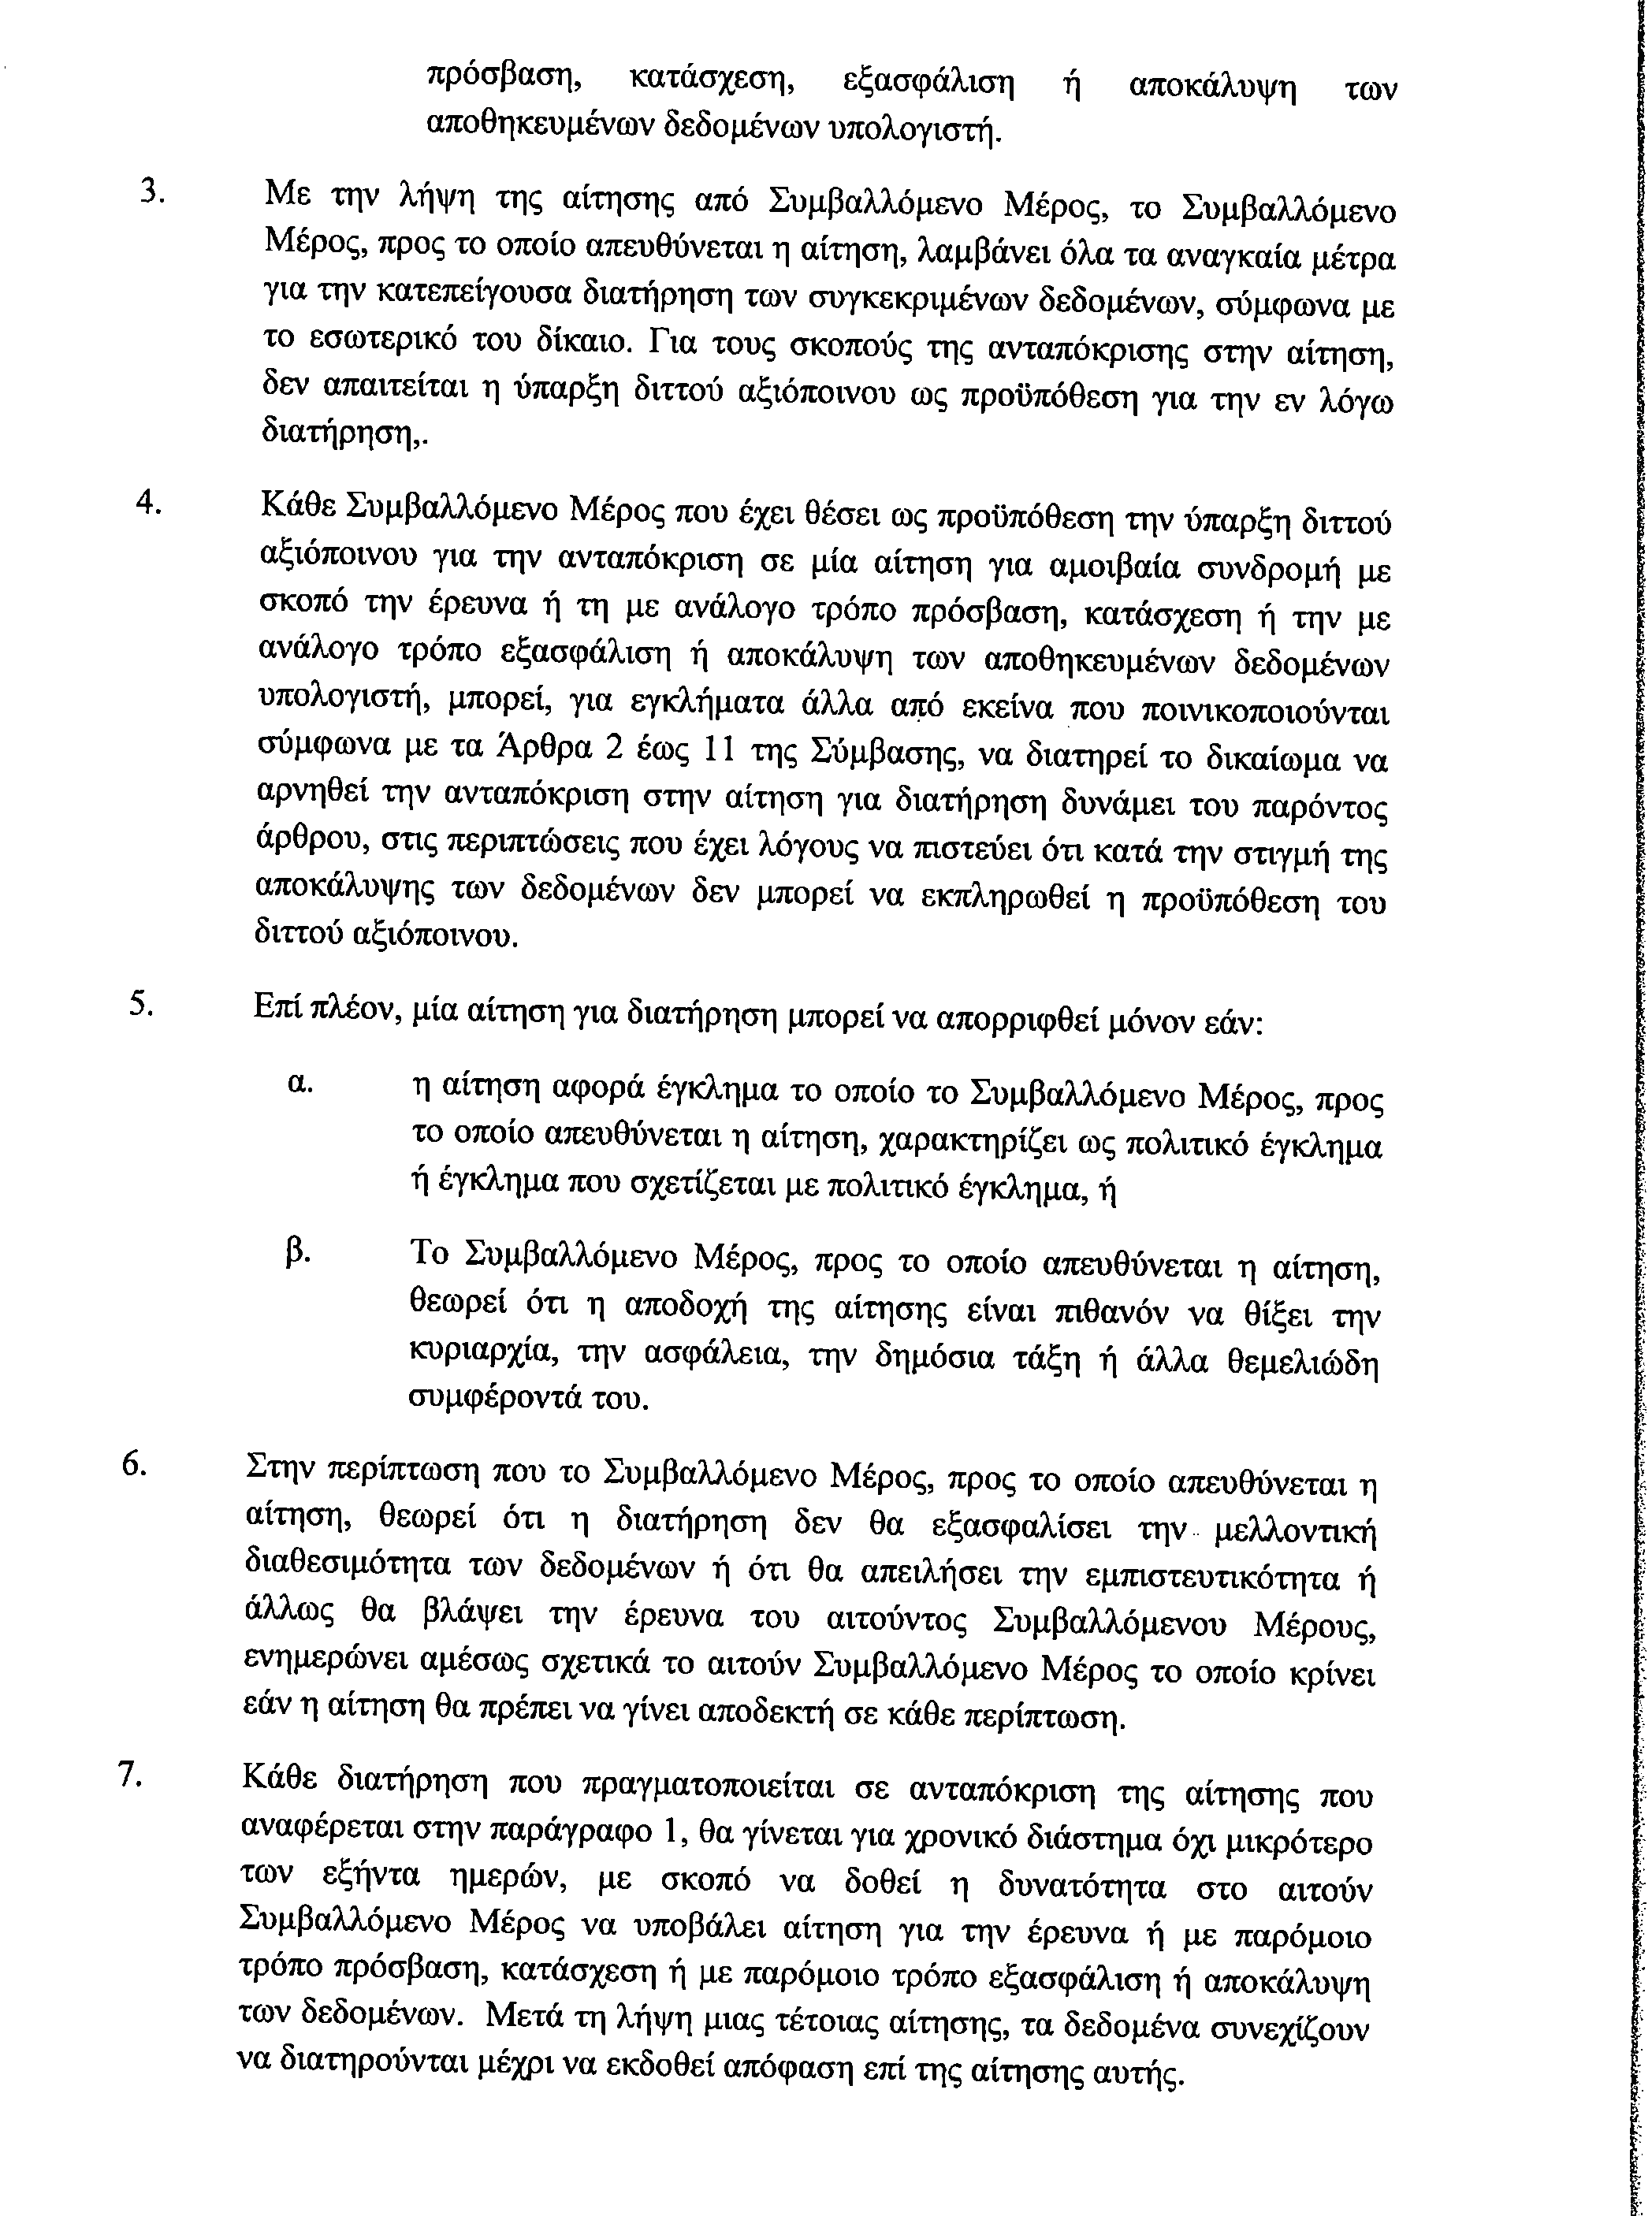 πρόσβαση, κατάσχεση, εξασφάλιση ή αποκάλυψη των
αποθηκευμένων δεδομένων υπολογιστή.
3. Με την λήψη της αίτησης από Συμβαλλόμενο Μέρος, το Συμβαλλόμενο
Μέρος, προς το οποίο απευθύνεται η αίτηση, λαμβάνει όλα τα αναγκαία μέτρα
για την κατεπείγουσα διατήρηση των συγκεκριμένων δεδομένων, σύμφωνα με
το εσωτερικό του δίκαιο. Για τους σκοπούς της ανταπόκρισης στην αίτηση,
δεν απαιτείται η ύπαρξη διττού αξιόποινου ως προϋπόθεση για την εν λόγω
διατήρηση,.
4. Κάθε Συμβαλλόμενο Μέρος που έχει θέσει ως προϋπόθεση την ύπαρξη διττού
αξιόποινου για την ανταπόκριση σε μία αίτηση για αμοιβαία συνδρομή με
σκοπό την έρευνα ή τη με ανάλογο τρόπο πρόσβαση, κατάσχεση ή την με
ανάλογο τρόπο εξασφάλιση ή αποκάλυψη των αποθηκευμένων δεδομένων
υπολογιστή, μπορεί, για εγκλήματα άλλα από εκείνα που ποινικοποιούνται
σύμφωνα με τα Άρθρα 2 έως 11 της Σύμβασης, να διατηρεί το δικαίωμα να
αρνηθεί την ανταπόκριση στην αίτηση για διατήρηση δυνάμει του παρόντος
άρθρου, στις περιπτώσεις που έχει λόγους να πιστεύει ότι κατά την στιγμή της
αποκάλυψης των δεδομένων δεν μπορεί να εκπληρωθεί η προϋπόθεση του
διττού αξιόποινου.
5. Επί πλέον, μία αίτηση για διατήρηση μπορεί να απορριφθεί μόνον εάν:
α. η αίτηση αφορά έγκλημα το οποίο το Συμβαλλόμενο Μέρος, προς
το οποίο απευθύνεται η αίτηση, χαρακτηρίζει ως πολιτικό έγκλημα
ή έγκλημα που σχετίζεται με πολιτικό έγκλημα, ή
β. Το Συμβαλλόμενο Μέρος, προς το οποίο απευθύνεται η αίτηση,
θεωρεί ότι η αποδοχή της αίτησης είναι πιθανόν να θίξει την
κυριαρχία, την ασφάλεια, την δημόσια τάξη ή άλλα θεμελιώδη
συμφέροντά του.
6. Στην περίπτωση που το Συμβαλλόμενο Μέρος, προς το οποίο απευθύνεται η
αίτηση, θεωρεί ότι η διατήρηση δεν θα εξασφαλίσει την μελλοντική
διαθεσιμότητα των δεδομένων ή ότι θα απειλήσει την εμπιστευτικότητα ή
άλλως θα βλάψει την έρευνα του αιτούντος Συμβαλλόμενου Μέρους,
ενημερώνει αμέσως σχετικά το αιτούν Συμβαλλόμενο Μέρος το οποίο κρίνει
εάν η αίτηση θα πρέπει να γίνει αποδεκτή σε κάθε περίπτωση.
7. Κάθε διατήρηση που πραγματοποιείται σε ανταπόκριση της αίτησης που
αναφέρεται στην παράγραφο 1, θα γίνεται για χρονικό διάστημα όχι μικρότερο
των εξήντα ημερών, με σκοπό να δοθεί η δυνατότητα στο αιτούν
Συμβαλλόμενο Μέρος να υποβάλει αίτηση για την έρευνα ή με παρόμοιο
τρόπο πρόσβαση, κατάσχεση ή με παρόμοιο τρόπο εξασφάλιση ή αποκάλυψη
των δεδομένων. Μετά τη λήψη μιας τέτοιας αίτησης, τα δεδομένα συνεχίζουν
να διατηρούνται μέχρι να εκδοθεί απόφαση επί της αίτησης αυτής.